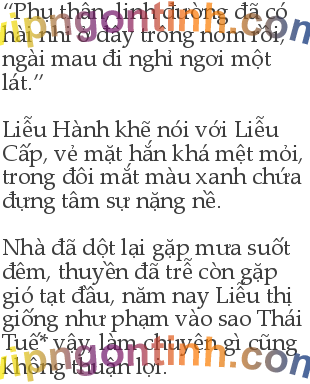 “Phụ thân, linh đường đã có
hài nhi ở đây trông nom rồi,
ngài mau đi nghỉ ngơi một
lát.”
Liễu Hành khẽ nói với Liễu
Cấp, vẻ mặt hắn khá mệt mỏi,
trong đôi mắt màu xanh chứa
đựng tâm sự nặng nề.
Nhà đã dột lại gặp mưa suốt
đêm, thuyền đã trễ còn gặp
gió tạt đầu, năm nay Liễu thị
giống như phạm vào sao Thái
Tuế* vậy, làm chuyện gì cũng
không thuận lợi.